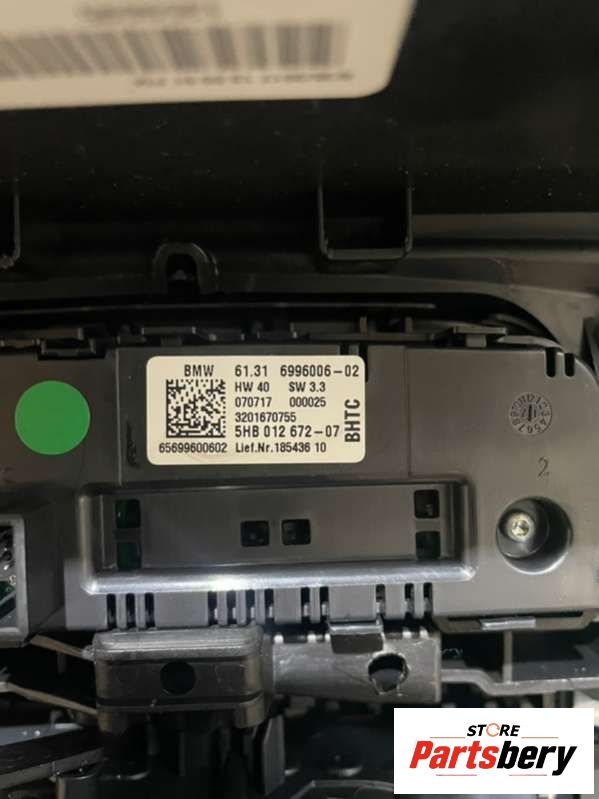 BMW 61.31 6996006-02
HW 40 SW 3.3
070717 000025
3201670755
5HB 012 672-07
65699600602 Lief.Nr.185436 10
BHTC
2
STORE
Partsbery